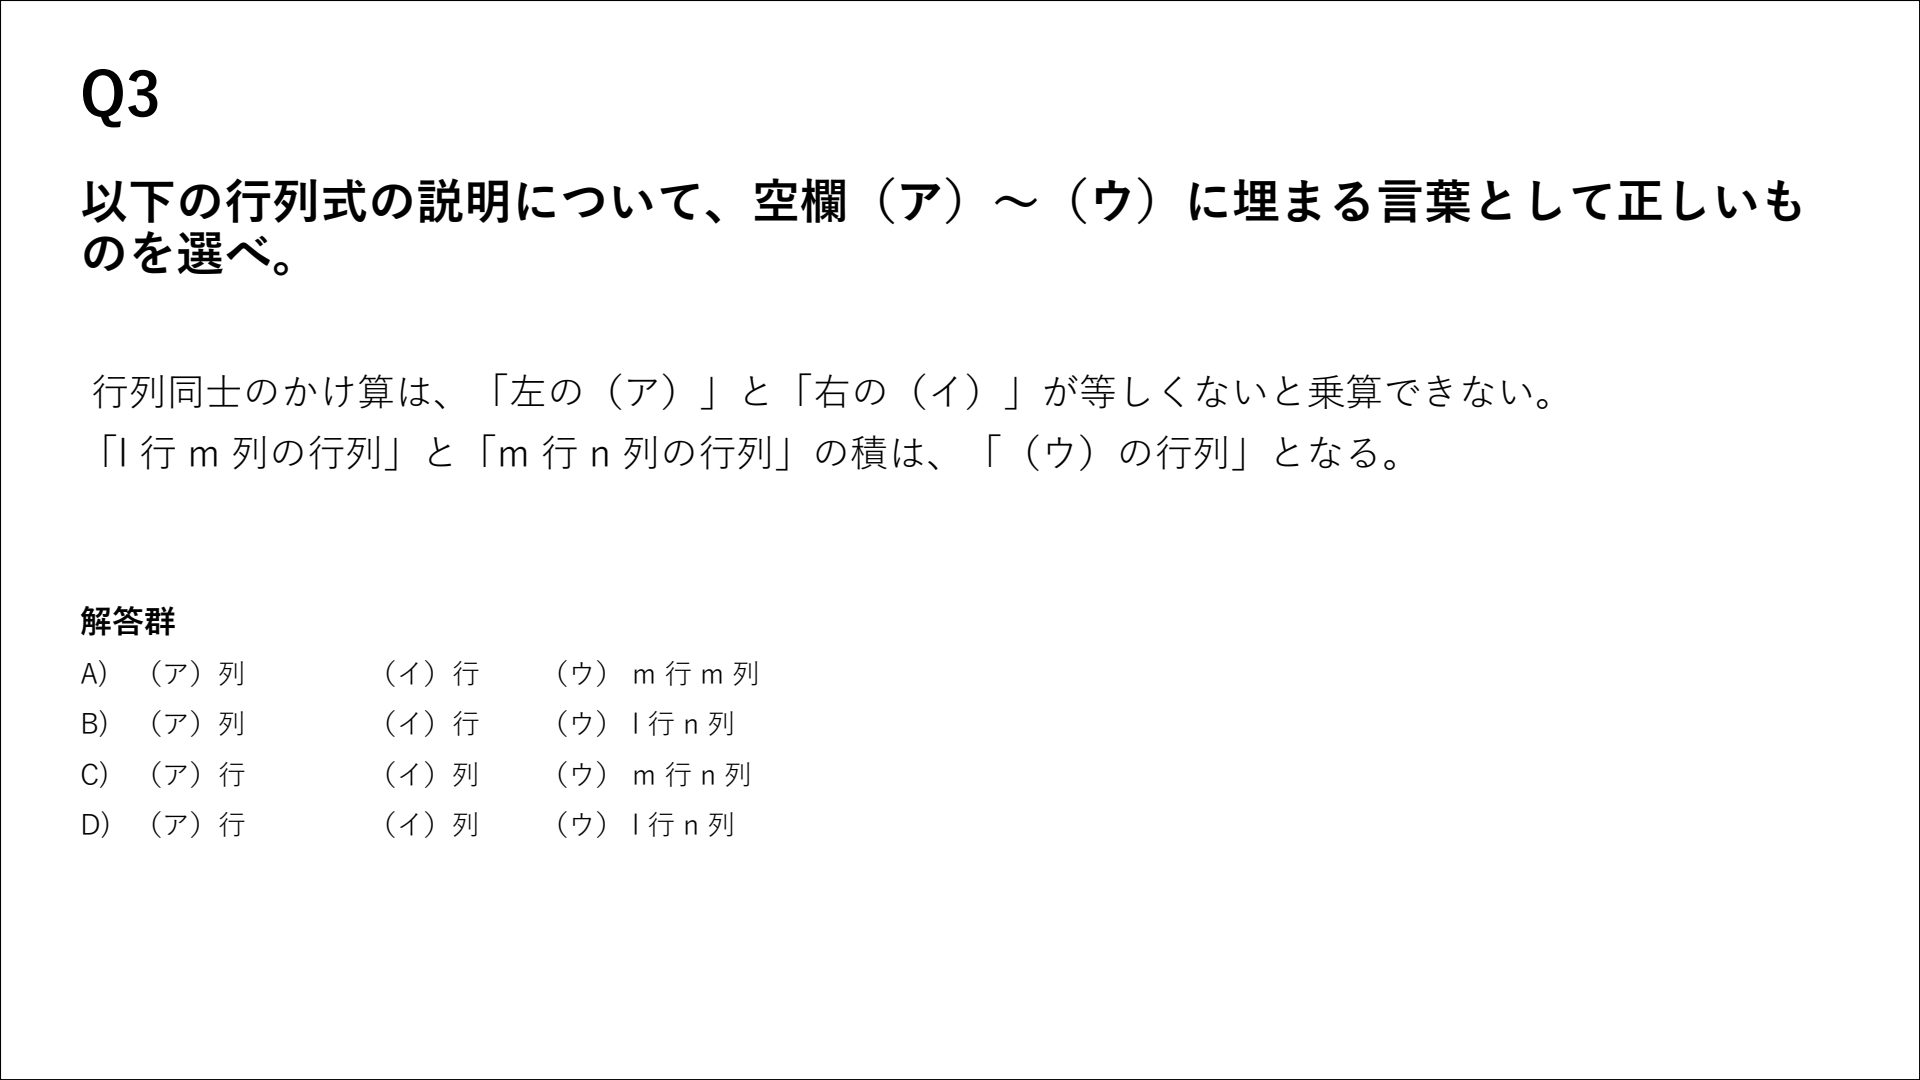 Q3
以下の行列式の説明について、空欄（ア）～（ウ）に埋まる言葉として正しいも
のを選べ。
行列同士のかけ算は、「左の（ア）」と「右の（イ）」が等しくないと乗算できない。
「l 行 m 列の行列」と「m 行 n 列の行列」の積は、「（ウ）の行列」となる。
解答群
A) （ア）列 （イ）行 （ウ） m 行 m 列
B) （ア）列 （イ）行 （ウ） l 行 n 列
C) （ア）行 （イ）列 （ウ） m 行 n 列
D) （ア）行 （イ）列 （ウ） l 行 n 列